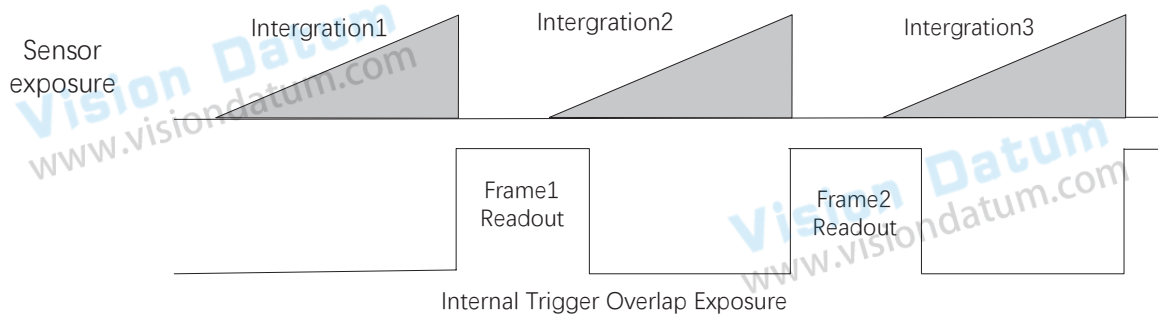 Intergration1
Intergration2
Intergration3
Sensor
exposure
Vision Datum
www.visiondatum.com
Frame1
Readout
Frame2
Readout
Vision Datum
www.visiondatum.com
Internal Trigger Overlap Exposure